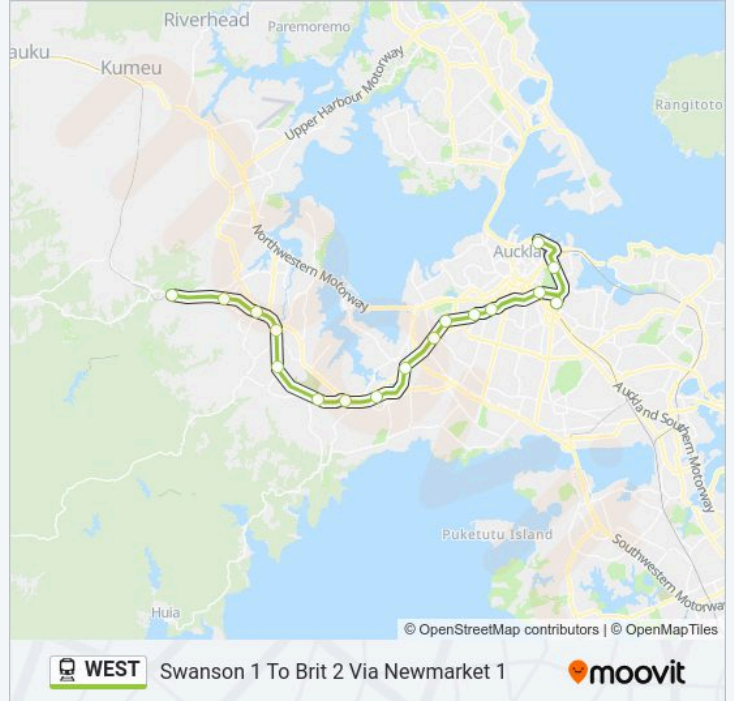 Riverhead
Paremoremo
auku
Kumeu
Upper Harbour Motorway
Rangitoto
Northwestern Motorway
Auckla
Auckland Southern Motorway
Puketutu Island
Southwestern Motorway
Huia
© OpenStreetMap contributors | © OpenMapTiles
WEST Swanson 1 To Brit 2 Via Newmarket 1 moovit